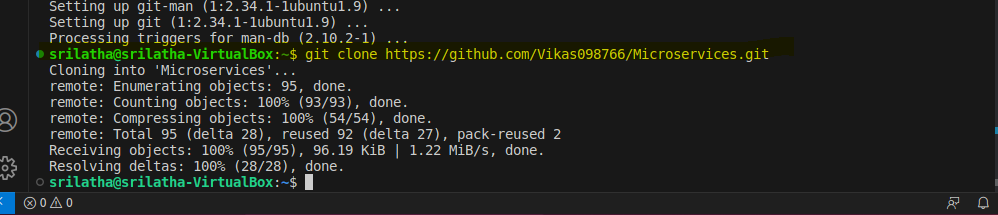 Setting up git-man (1:2.34.1-1ubuntu1.9) ...
Setting up git (1:2.34.1-1ubuntu1.9) ...
Processing triggers for man-db (2.10.2-1) ...
srilatha@srilatha-VirtualBox:~$ git clone https://github.com/Vikas098766/Microservices.git
Cloning into 'Microservices'...
remote: Enumerating objects: 95, done.
remote: Counting objects: 100% (93/93), done.
remote: Compressing objects: 100% (54/54), done.
remote: Total 95 (delta 28), reused 92 (delta 27), pack-reused 2
Receiving objects: 100% (95/95), 96.19 KiB | 1.22 MiB/s, done.
Resolving deltas: 100% (28/28), done.
srilatha@srilatha-VirtualBox:~$
0 0